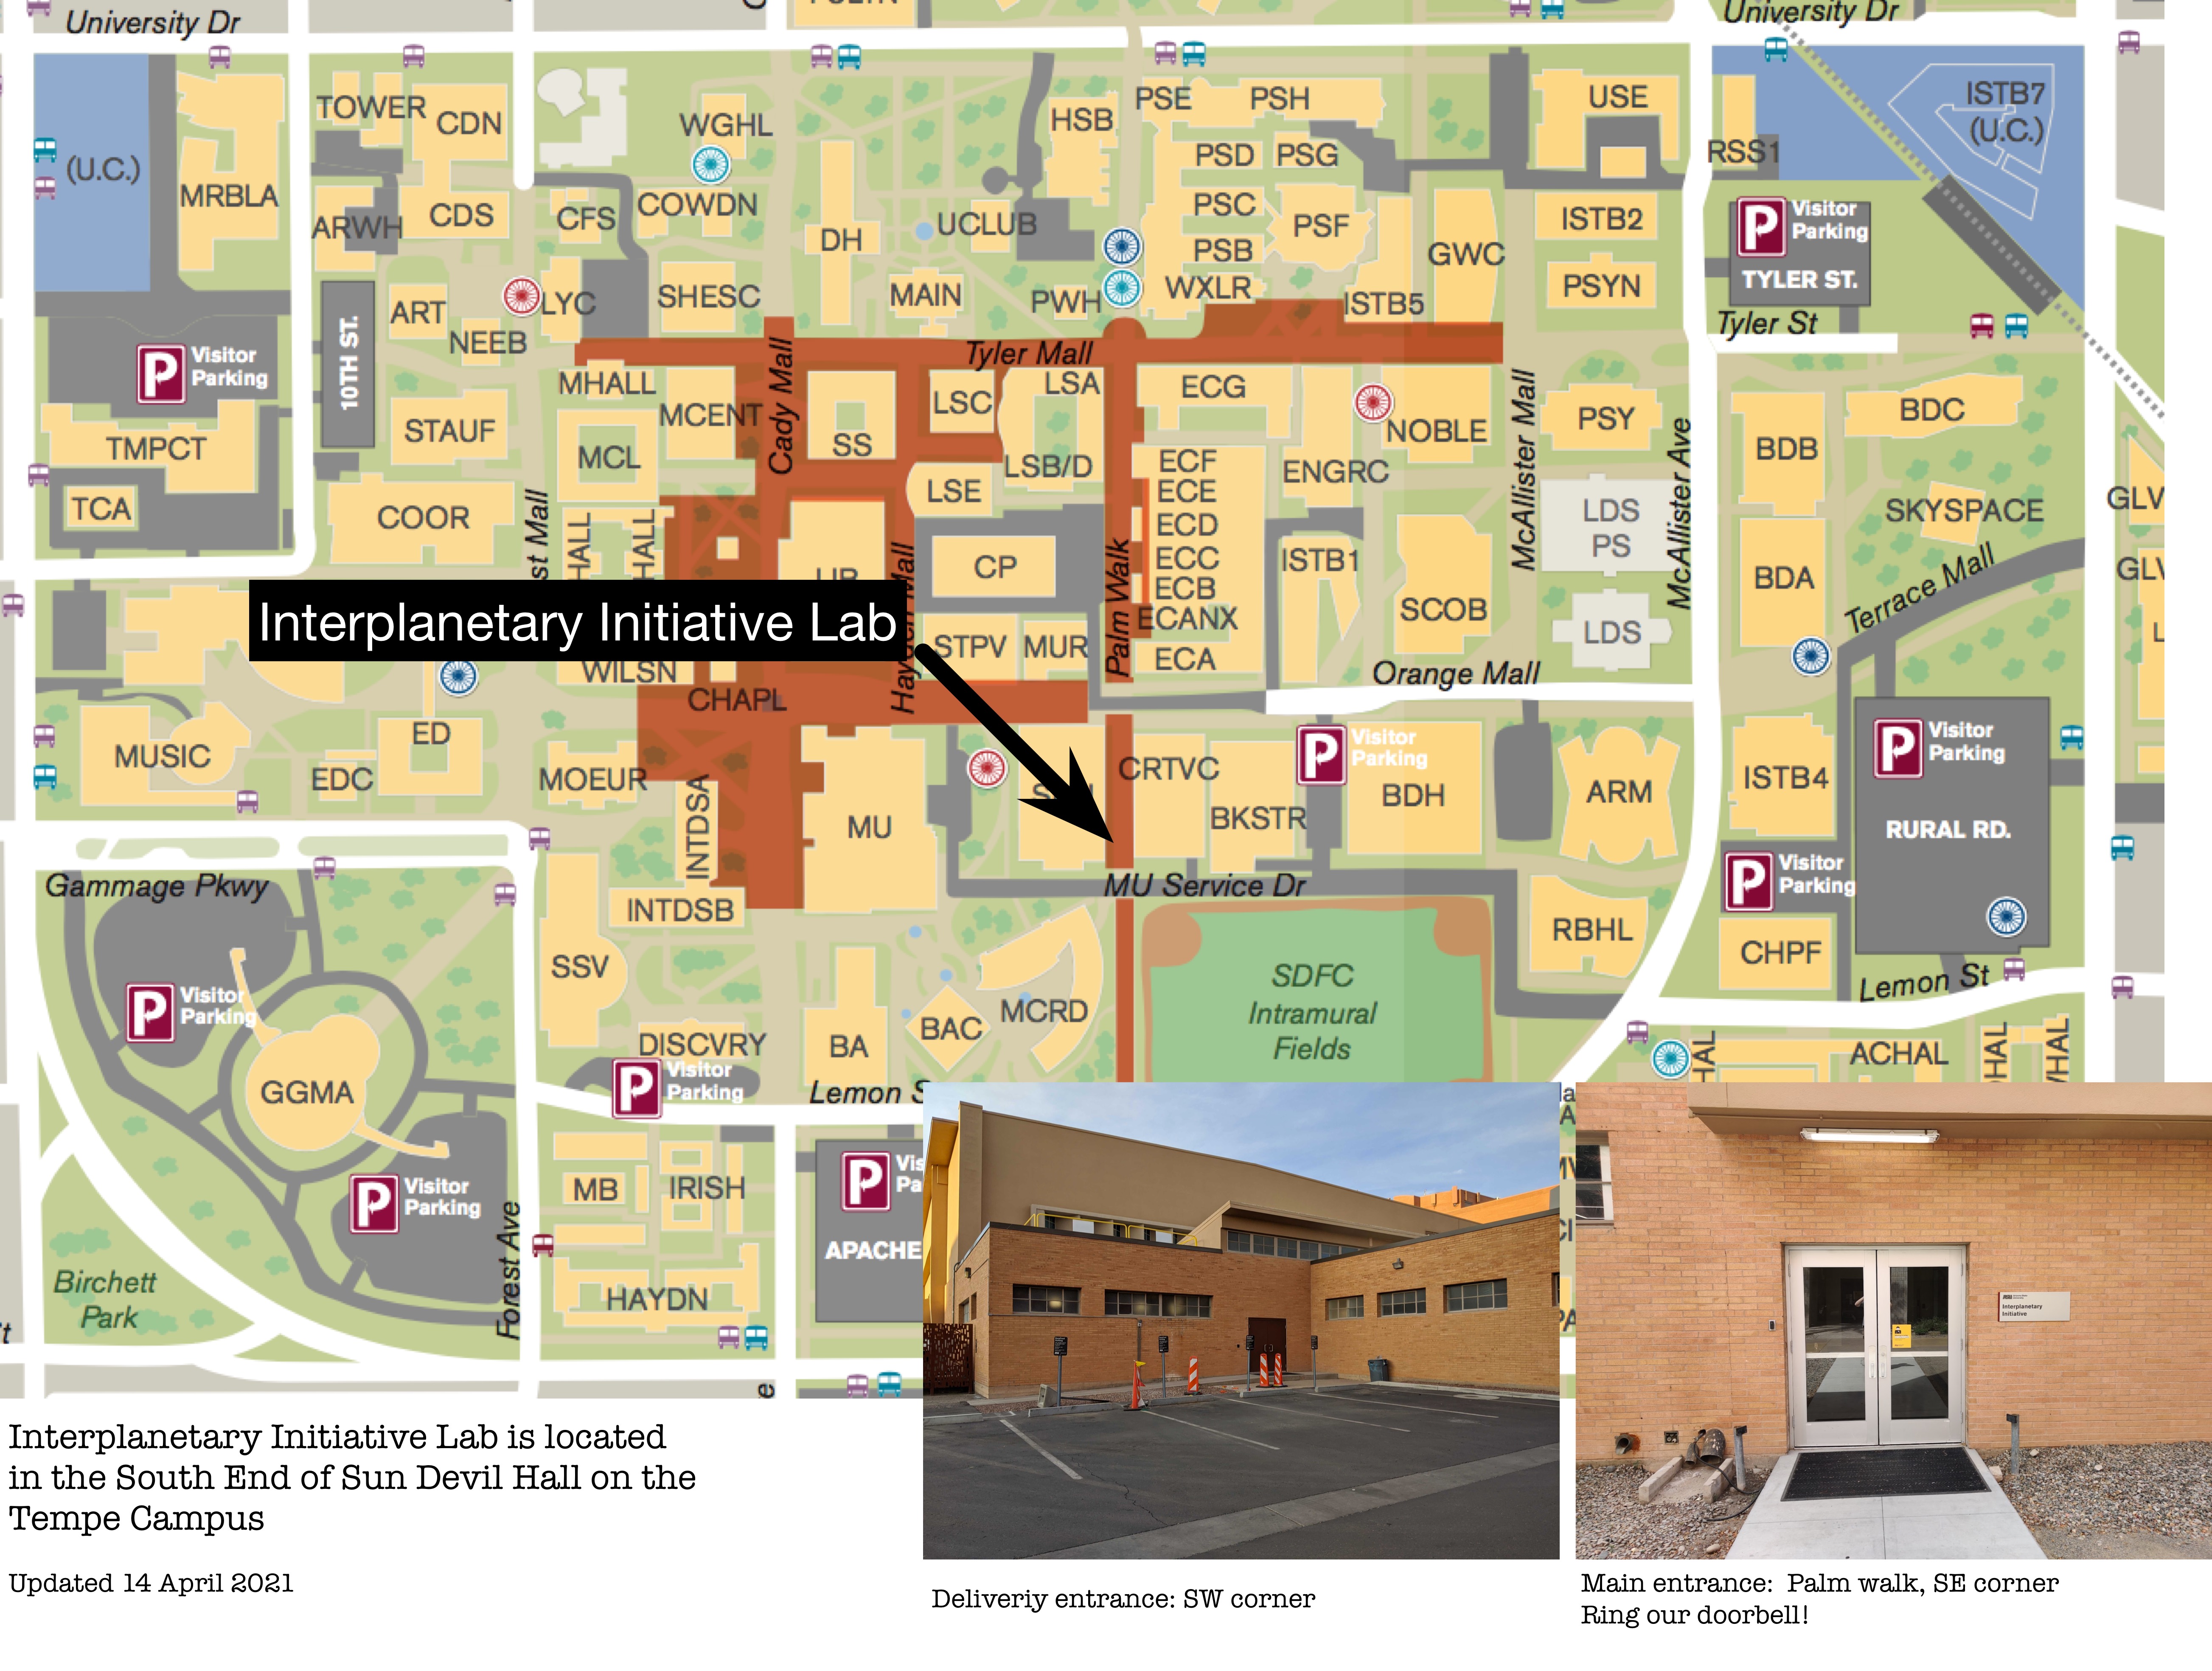 University Dr
University Dr
TOWER
CDN
WGHL
HSB
PSE
PSH
USE
ISTB7
(U.C.)
(U.C.)
MRBLA
PSD
PSG
RSS1
ARWH
CDS
CFS
COWDN
DH
UCLUB
PSC
PSF
PSB
GWC
ISTB2
Visitor
Parking
TYLER ST.
ART
LYC
SHESC
MAIN
PWH
WXLR
ISTB5
PSYN
Tyler St
NEEB
10TH ST.
Visitor
Parking
Tyler Mall
MHALL
MCENT
Cady Mall
SS
LSC
LSA
ECG
NOBLE
McAllister Mall
PSY
McAllister Ave
BDB
BDC
TMPCT
STAUF
MCL
LSE
LSB/D
ECF
ECE
ECD
ECC
ECB
ECANX
ECA
ENGRC
TCA
COOR
HALL
HALL
CP
Palm Walk
ISTB1
SCOB
LDS
PS
LDS
BDA
SKYSPACE
GLV
Terrace Mall
Interplanetary Initiative Lab
STPV
MUR
WILSN
CHAPL
Orange Mall
MUSIC
ED
EDC
MOEUR
INTDSA
MU
CRTVC
BKSTR
Visitor
Parking
BDH
ARM
ISTB4
Visitor
Parking
RURAL RD.
Gammage Pkwy
INTDSB
MU Service Dr
RBHL
Visitor
Parking
CHPF
SSV
MCRD
BAC
BA
SDFC
Intramural
Fields
Lemon St
Visitor
Parking
GGMA
DISCVRY
Visitor
Parking
Lemon S
ACHAL
MB
IRISH
Visitor
Parking
APACHE
Forest Ave
HAYDN
Birchett
Park
Interplanetary
Initiative
Interplanetary Initiative Lab is located
in the South End of Sun Devil Hall on the
Tempe Campus
Updated 14 April 2021
Deliveriy entrance: SW corner
Main entrance: Palm walk, SE corner
Ring our doorbell!